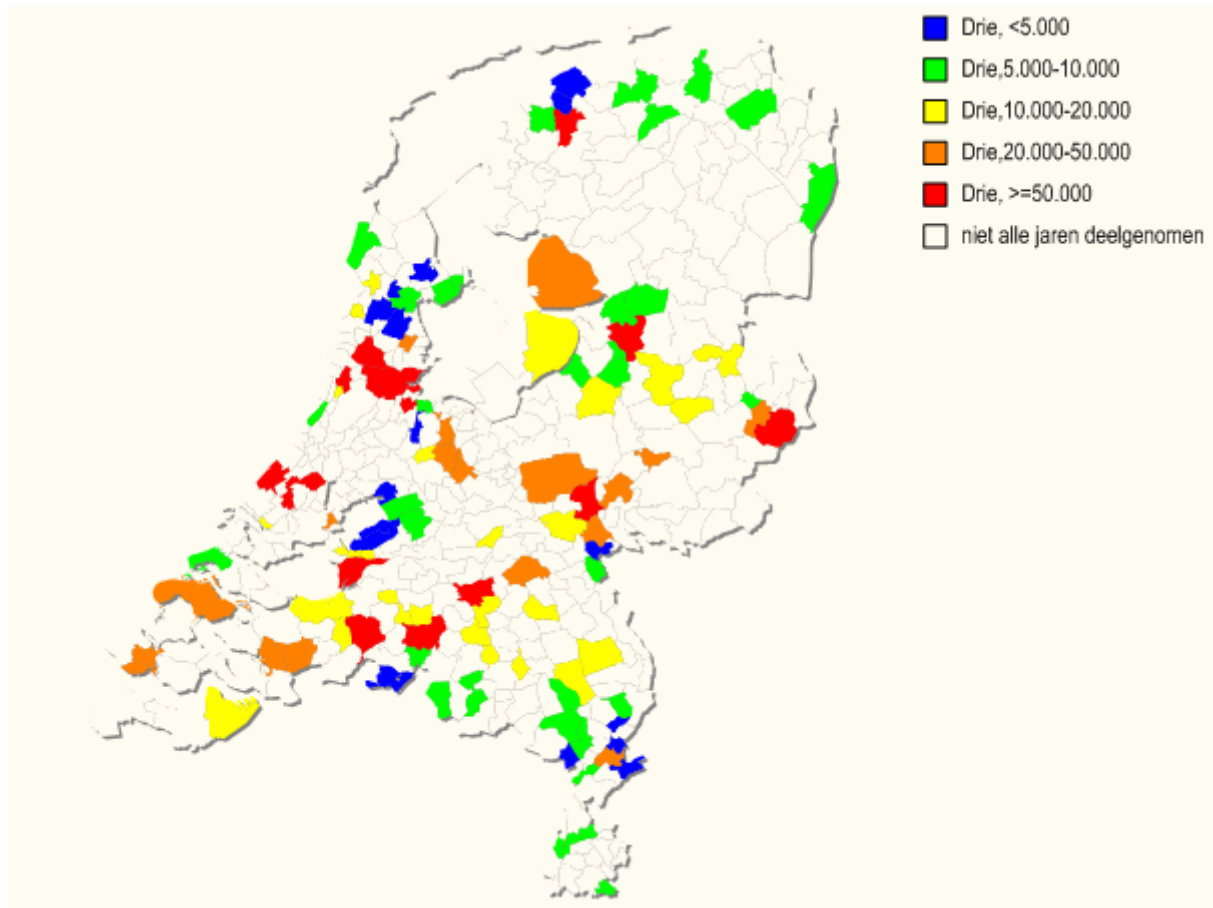 Drie, <5.000
Drie,5.000-10.000
Drie,10.000-20.000
Drie,20.000-50.000
Drie, >=50.000
niet alle jaren deelgenomen